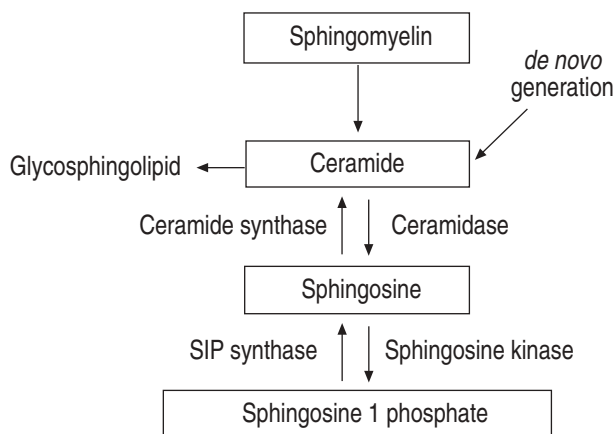 Sphingomyelin
de novo
generation
Glycosphingolipid
Ceramide
Ceramide synthase
Ceramidase
Sphingosine
SIP synthase
Sphingosine kinase
Sphingosine 1 phosphate